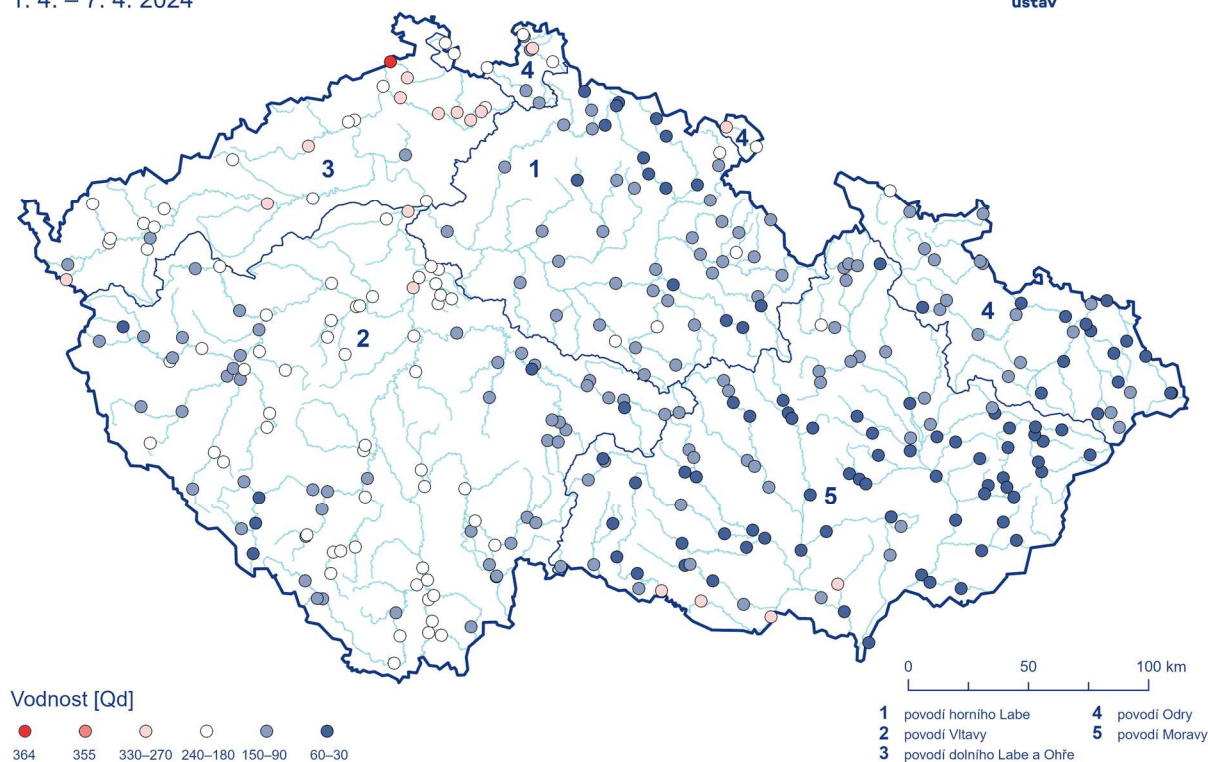 1. 4. – 7. 4. 2024
ústav
4
4
3
1
2
4
5
0 50 100 km
Vodnost [Qd]
364 355 330–270 240–180 150–90 60–30
1 povodí horního Labe
2 povodí Vltavy
3 povodí dolního Labe a Ohře
4 povodí Odry
5 povodí Moravy